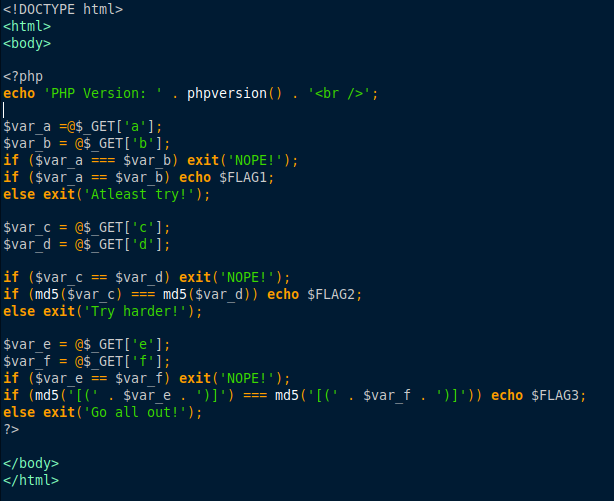 <!DOCTYPE html>
<html>
<body>
<?php
echo 'PHP Version: ' . phpversion() . '<br />';
$var_a =@$_GET['a'];
$var_b = @$_GET['b'];
if ($var_a === $var_b) exit('NOPE!');
if ($var_a == $var_b) echo $FLAG1;
else exit('Atleast try!');
$var_c = @$_GET['c'];
$var_d = @$_GET['d'];
if ($var_c == $var_d) exit('NOPE!');
if (md5($var_c) === md5($var_d)) echo $FLAG2;
else exit('Try harder!');
$var_e = @$_GET['e'];
$var_f = @$_GET['f'];
if ($var_e == $var_f) exit('NOPE!');
if (md5('[(' . $var_e . ')]') === md5('[(' . $var_f . ')]')) echo $FLAG3;
else exit('Go all out!');
?>
</body>
</html>